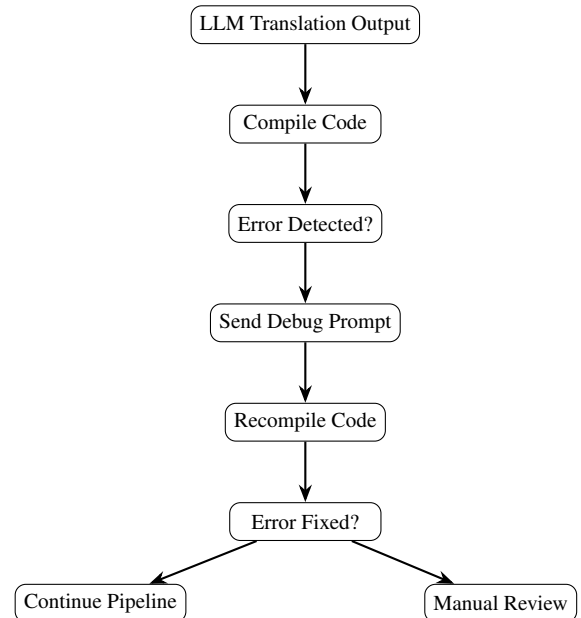 LLM Translation Output
Compile Code
Error Detected?
Send Debug Prompt
Recompile Code
Error Fixed?
Continue Pipeline
Manual Review